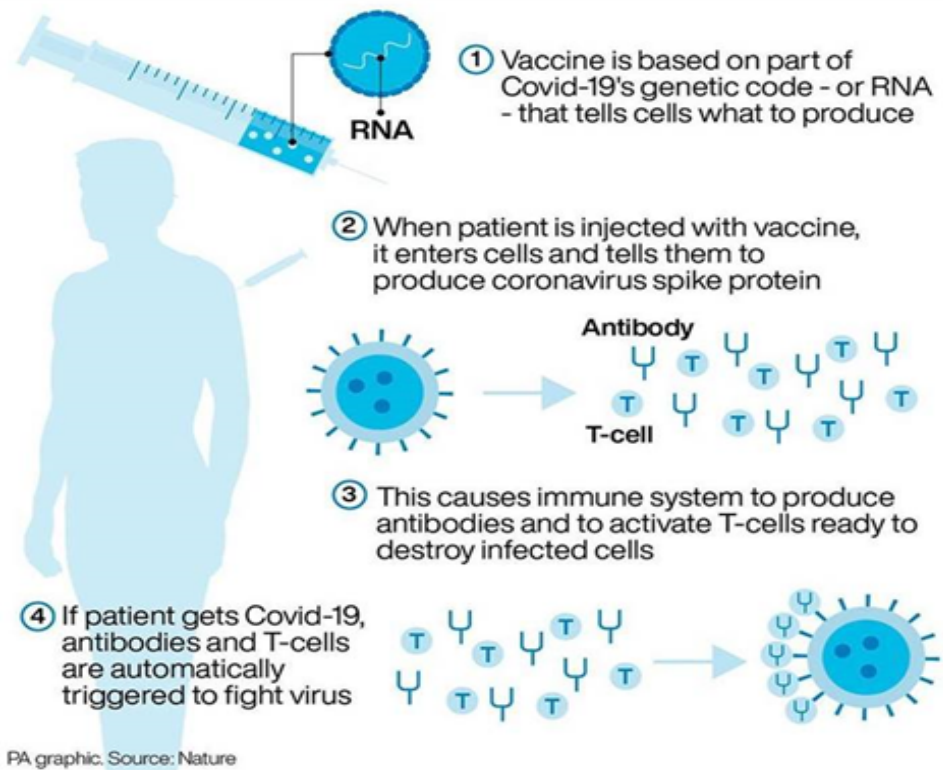 RNA
1 Vaccine is based on part of
Covid-19's genetic code - or RNA
- that tells cells what to produce
2 When patient is injected with vaccine,
it enters cells and tells them to
produce coronavirus spike protein
Antibody
T T T T T T T
T-cell
3 This causes immune system to produce
antibodies and to activate T-cells ready to
destroy infected cells
4 If patient gets Covid-19,
antibodies and T-cells
are automatically
triggered to fight virus
T T T T T T
PA graphic. Source: Nature